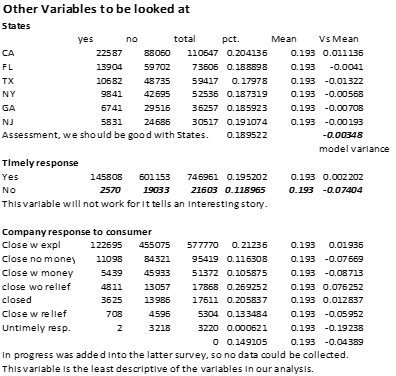 Other Variables to be looked at
States
yes no total pct. Mean Vs Mean
CA 22587 88060 110647 0.204136 0.193 0.011136
FL 13904 59702 73606 0.188898 0.193 -0.0041
TX 10682 48735 59417 0.17978 0.193 -0.01322
NY 9841 42695 52536 0.187319 0.193 -0.00568
GA 6741 29516 36257 0.185923 0.193 -0.00708
NJ 5831 24686 30517 0.191074 0.193 -0.00193
Assessment, we should be good with States. 0.189522 -0.00348
model variance
Timely response
Yes 145808 601153 746961 0.195202 0.193 0.002202
No 2570 19033 21603 0.118965 0.193 -0.07404
This variable will not work for it tells an interesting story.
Company response to consumer
Close w expl 122695 455075 577770 0.21236 0.193 0.01936
Close no money 11098 84321 95419 0.116308 0.193 -0.07669
Close w money 5439 45933 51372 0.105875 0.193 -0.08713
close wo relief 4811 13057 17868 0.269252 0.193 0.076252
closed 3625 13986 17611 0.205837 0.193 0.012837
Close w relief 708 4596 5304 0.133484 0.193 -0.05952
Untimely resp. 2 3218 3220 0.000621 0.193 -0.19238
0 0.149105 0.193 -0.04389
In progress was added into the latter survey, so no data could be collected.
This variable is the least descriptive of the variables in our analysis.